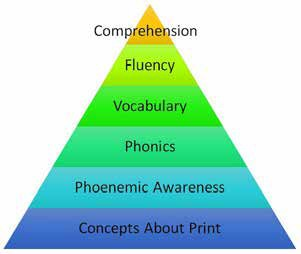 Comprehension
Fluency
Vocabulary
Phonics
Phoenemic Awareness
Concepts About Print